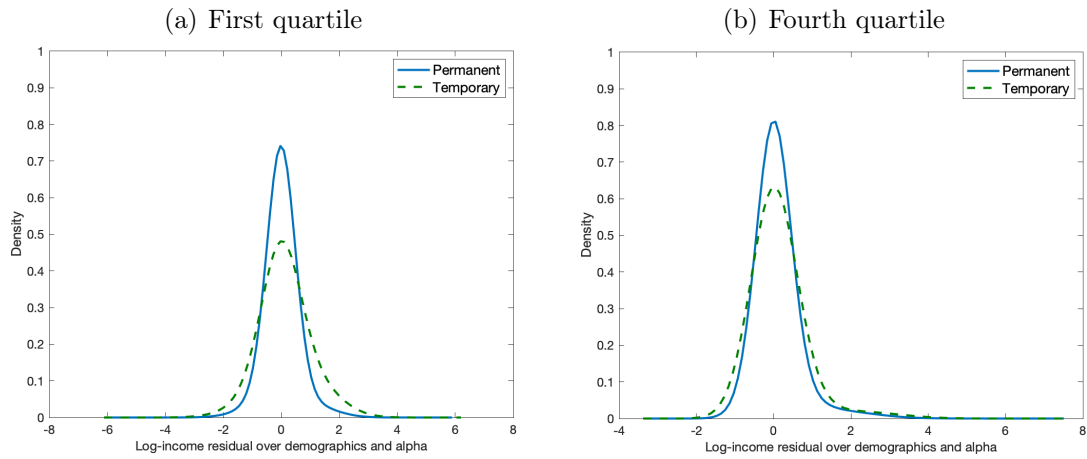 (a) First quartile
1
0.9
0.8
0.7
0.6
0.5
0.4
0.3
0.2
0.1
0
Density
Permanent
Temporary
-8 -6 -4 -2 0 2 4 6 8
Log-income residual over demographics and alpha
(b) Fourth quartile
1
0.9
0.8
0.7
0.6
0.5
0.4
0.3
0.2
0.1
0
Density
Permanent
Temporary
-4 -2 0 2 4 6 8
Log-income residual over demographics and alpha